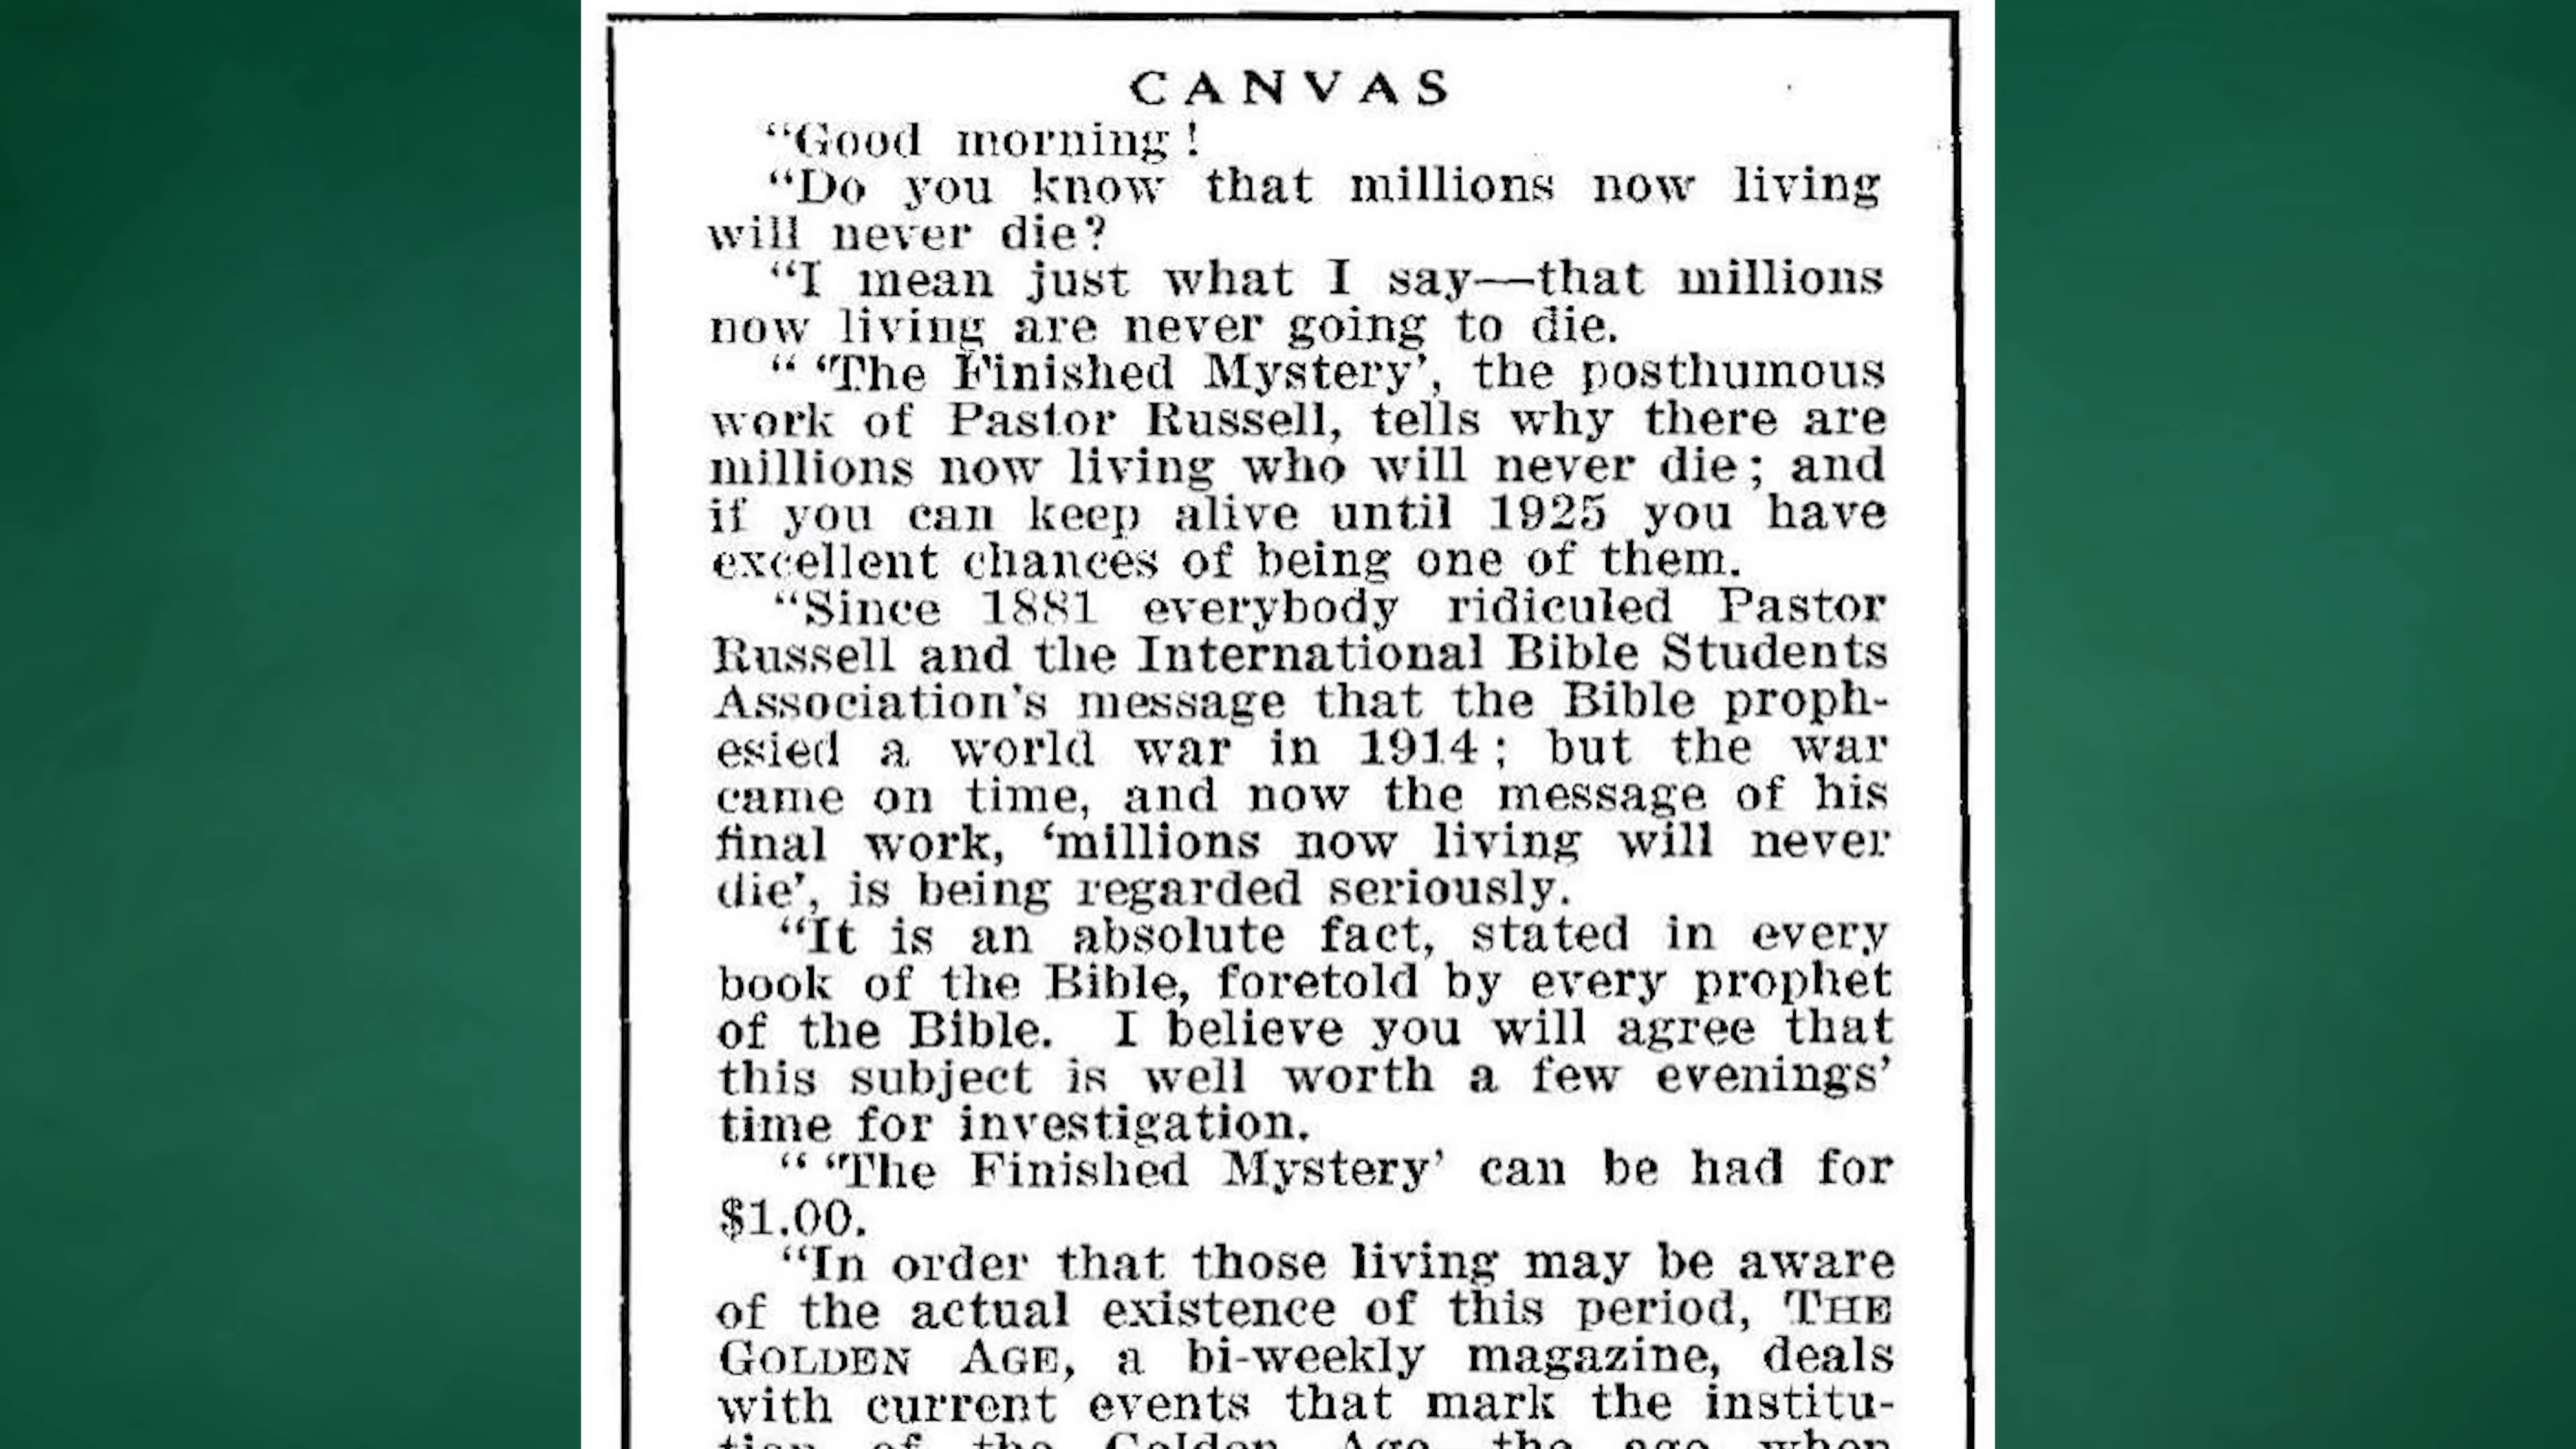 CANVAS
“Good morning!
“Do you know that millions now living
will never die?
“I mean just what I say—that millions
now living are never going to die.
“ ‘The Finished Mystery’, the posthumous
work of Pastor Russell, tells why there are
millions now living who will never die; and
if you can keep alive until 1925 you have
excellent chances of being one of them.
“Since 1881 everybody ridiculed Pastor
Russell and the International Bible Students
Association’s message that the Bible proph-
esied a world war in 1914; but the war
came on time, and now the message of his
final work, ‘millions now living will never
die’, is being regarded seriously.
“It is an absolute fact, stated in every
book of the Bible, foretold by every prophet
of the Bible. I believe you will agree that
this subject is well worth a few evenings’
time for investigation.
“ ‘The Finished Mystery’ can be had for
$1.00.
“In order that those living may be aware
of the actual existence of this period, THE
GOLDEN AGE, a bi-weekly magazine, deals
with current events that mark the institu-
tion of the Golden Age—the age when